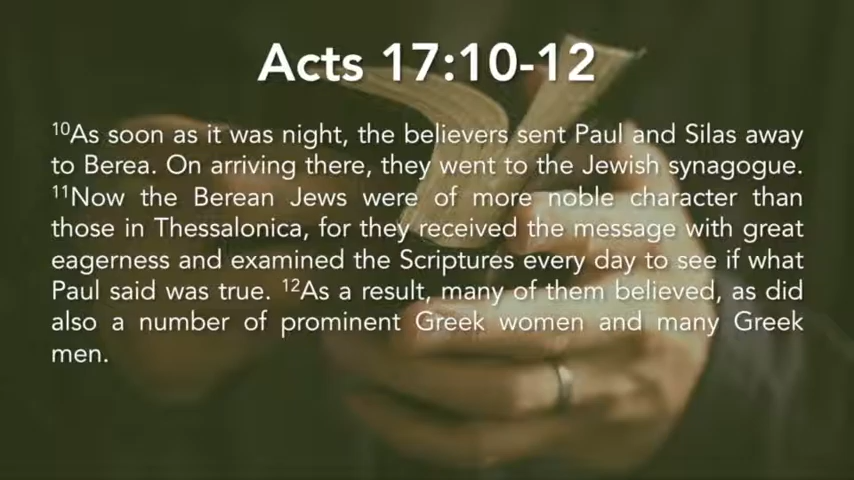 Acts 17:10-12
¹⁰As soon as it was night, the believers sent Paul and Silas away
to Berea. On arriving there, they went to the Jewish synagogue.
¹¹Now the Berean Jews were of more noble character than
those in Thessalonica, for they received the message with great
eagerness and examined the Scriptures every day to see if what
Paul said was true. ¹²As a result, many of them believed, as did
also a number of prominent Greek women and many Greek
men.